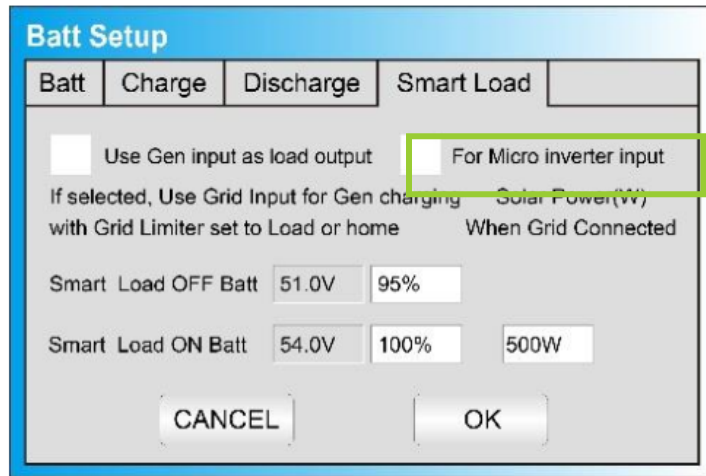 Batt Setup
Batt Charge Discharge Smart Load
Use Gen input as load output For Micro inverter input
If selected, Use Grid Input for Gen charging Solar Power(W)
with Grid Limiter set to Load or home When Grid Connected
Smart Load OFF Batt 51.0V 95%
Smart Load ON Batt 54.0V 100% 500W
CANCEL OK